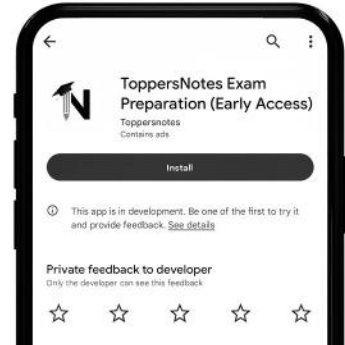 ToppersNotes Exam
Preparation (Early Access)
Toppersnotes
Contains ads
Install
This app is in development. Be one of the first to try it
and provide feedback. See details
Private feedback to developer
Only the developer can see this feedback